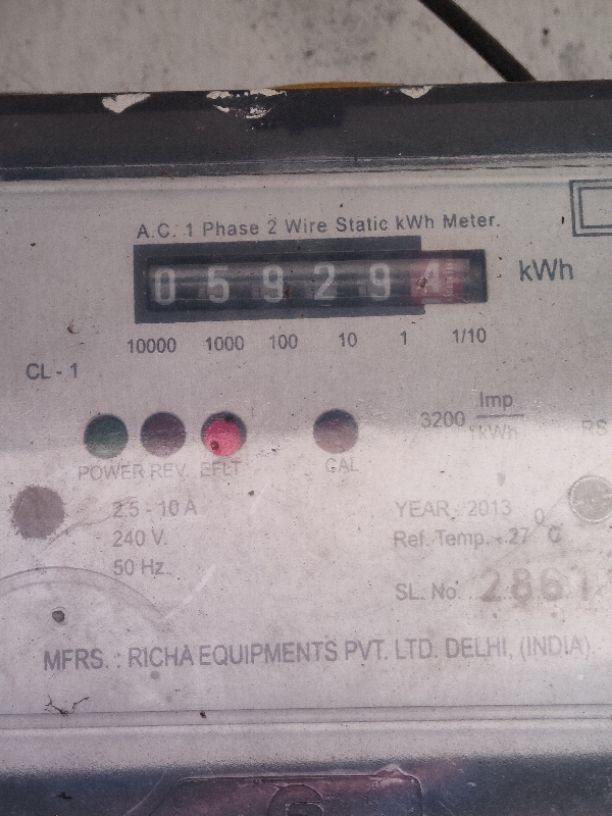 A.C. 1 Phase 2 Wire Static kWh Meter.
0 5 9 2 9 4 kWh
10000 1000 100 10 1 1/10
CL - 1
3200 Imp
kWh
RS
POWER REV. EFLT CAL
2.5 - 10 A
240 V.
50 Hz.
YEAR - 2013
Ref. Temp. - 27 0 C
SL. No.
MFRS. : RICHA EQUIPMENTS PVT. LTD. DELHI, (INDIA).